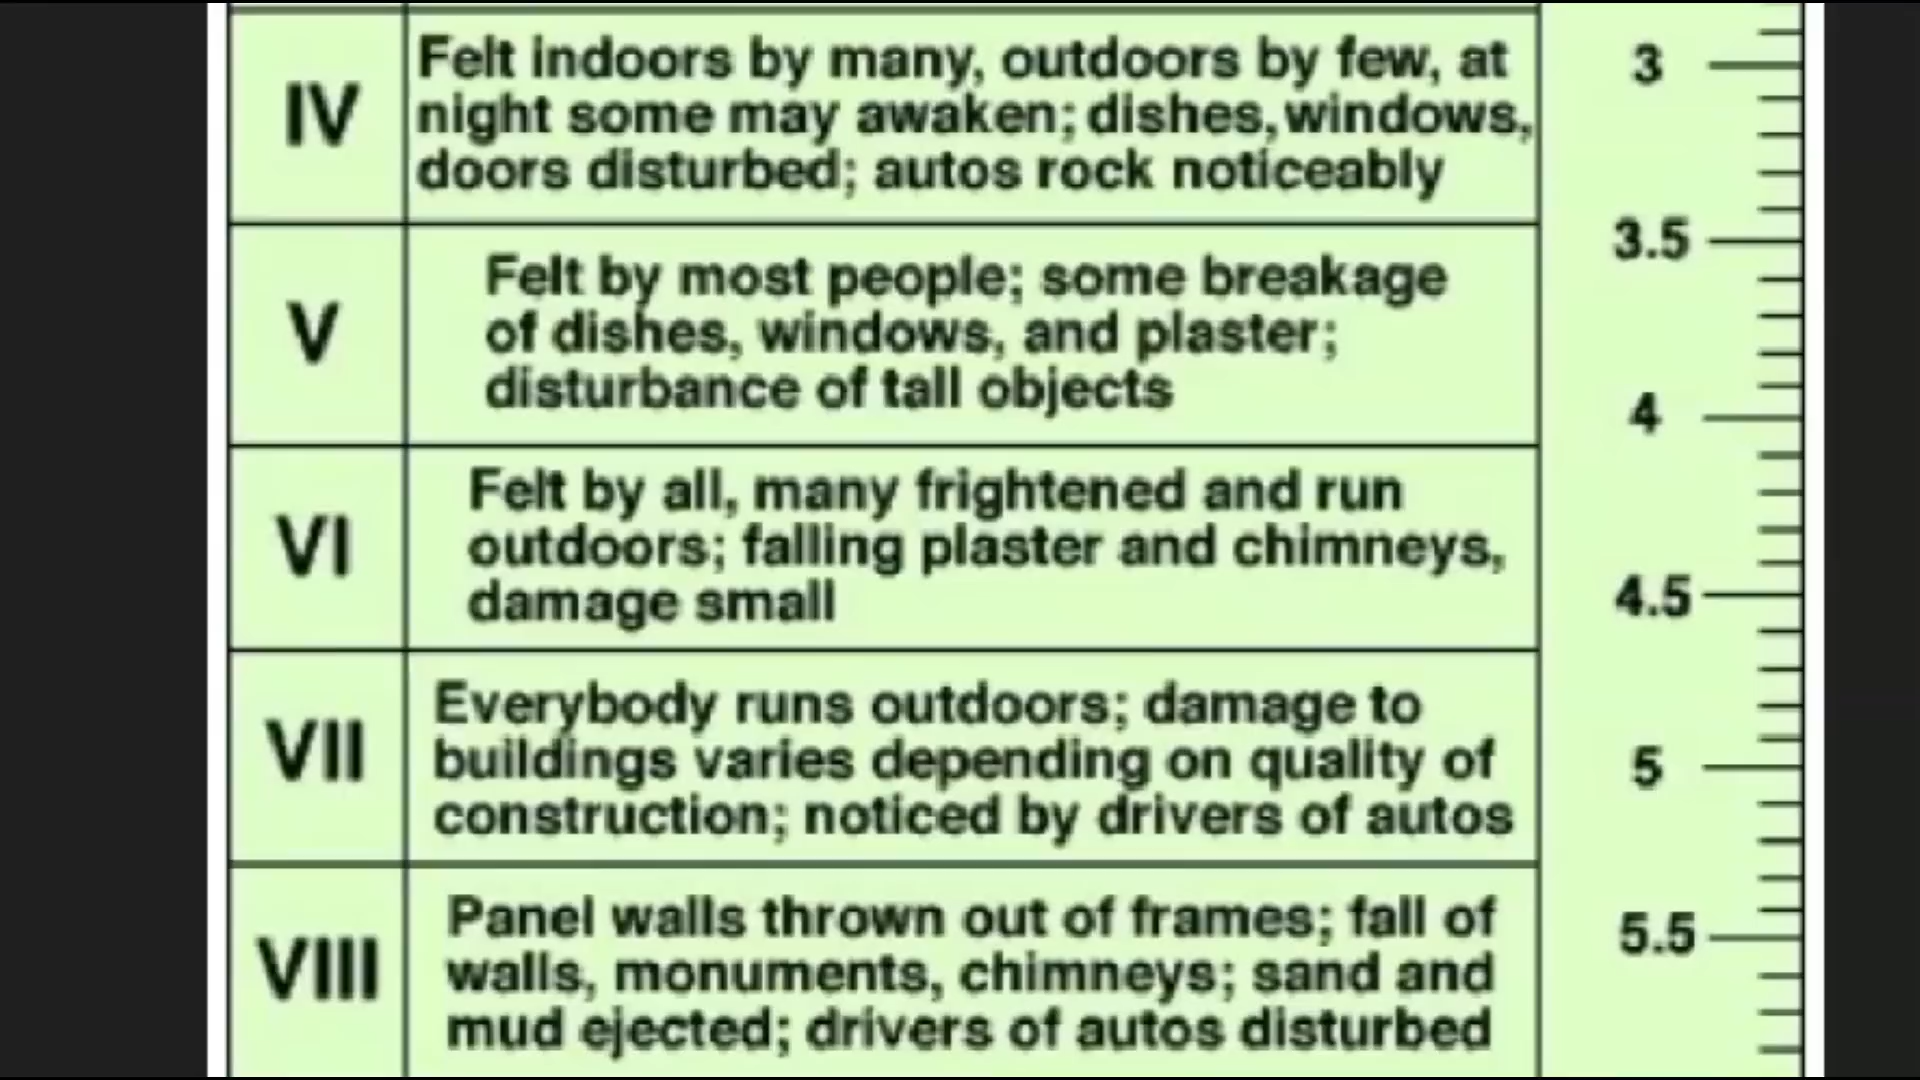 IV
Felt indoors by many, outdoors by few, at
night some may awaken; dishes, windows,
doors disturbed; autos rock noticeably
V
Felt by most people; some breakage
of dishes, windows, and plaster;
disturbance of tall objects
VI
Felt by all, many frightened and run
outdoors; falling plaster and chimneys,
damage small
VII
Everybody runs outdoors; damage to
buildings varies depending on quality of
construction; noticed by drivers of autos
VIII
Panel walls thrown out of frames; fall of
walls, monuments, chimneys; sand and
mud ejected; drivers of autos disturbed
3
3.5
4
4.5
5
5.5